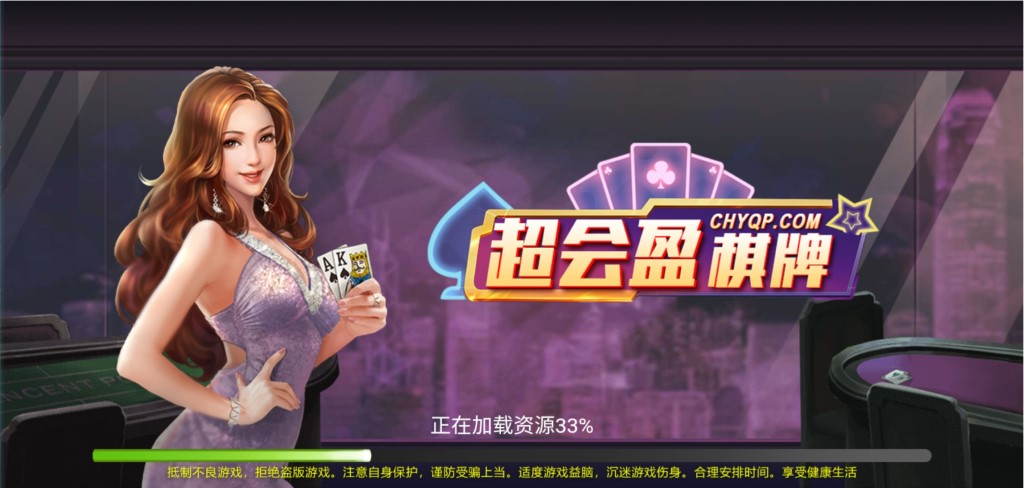 CHYQP.COM
超会盈棋牌
A K
正在加载资源33%
抵制不良游戏，拒绝盗版游戏。注意自身保护，谨防受骗上当。适度游戏益脑，沉迷游戏伤身。合理安排时间。享受健康生活